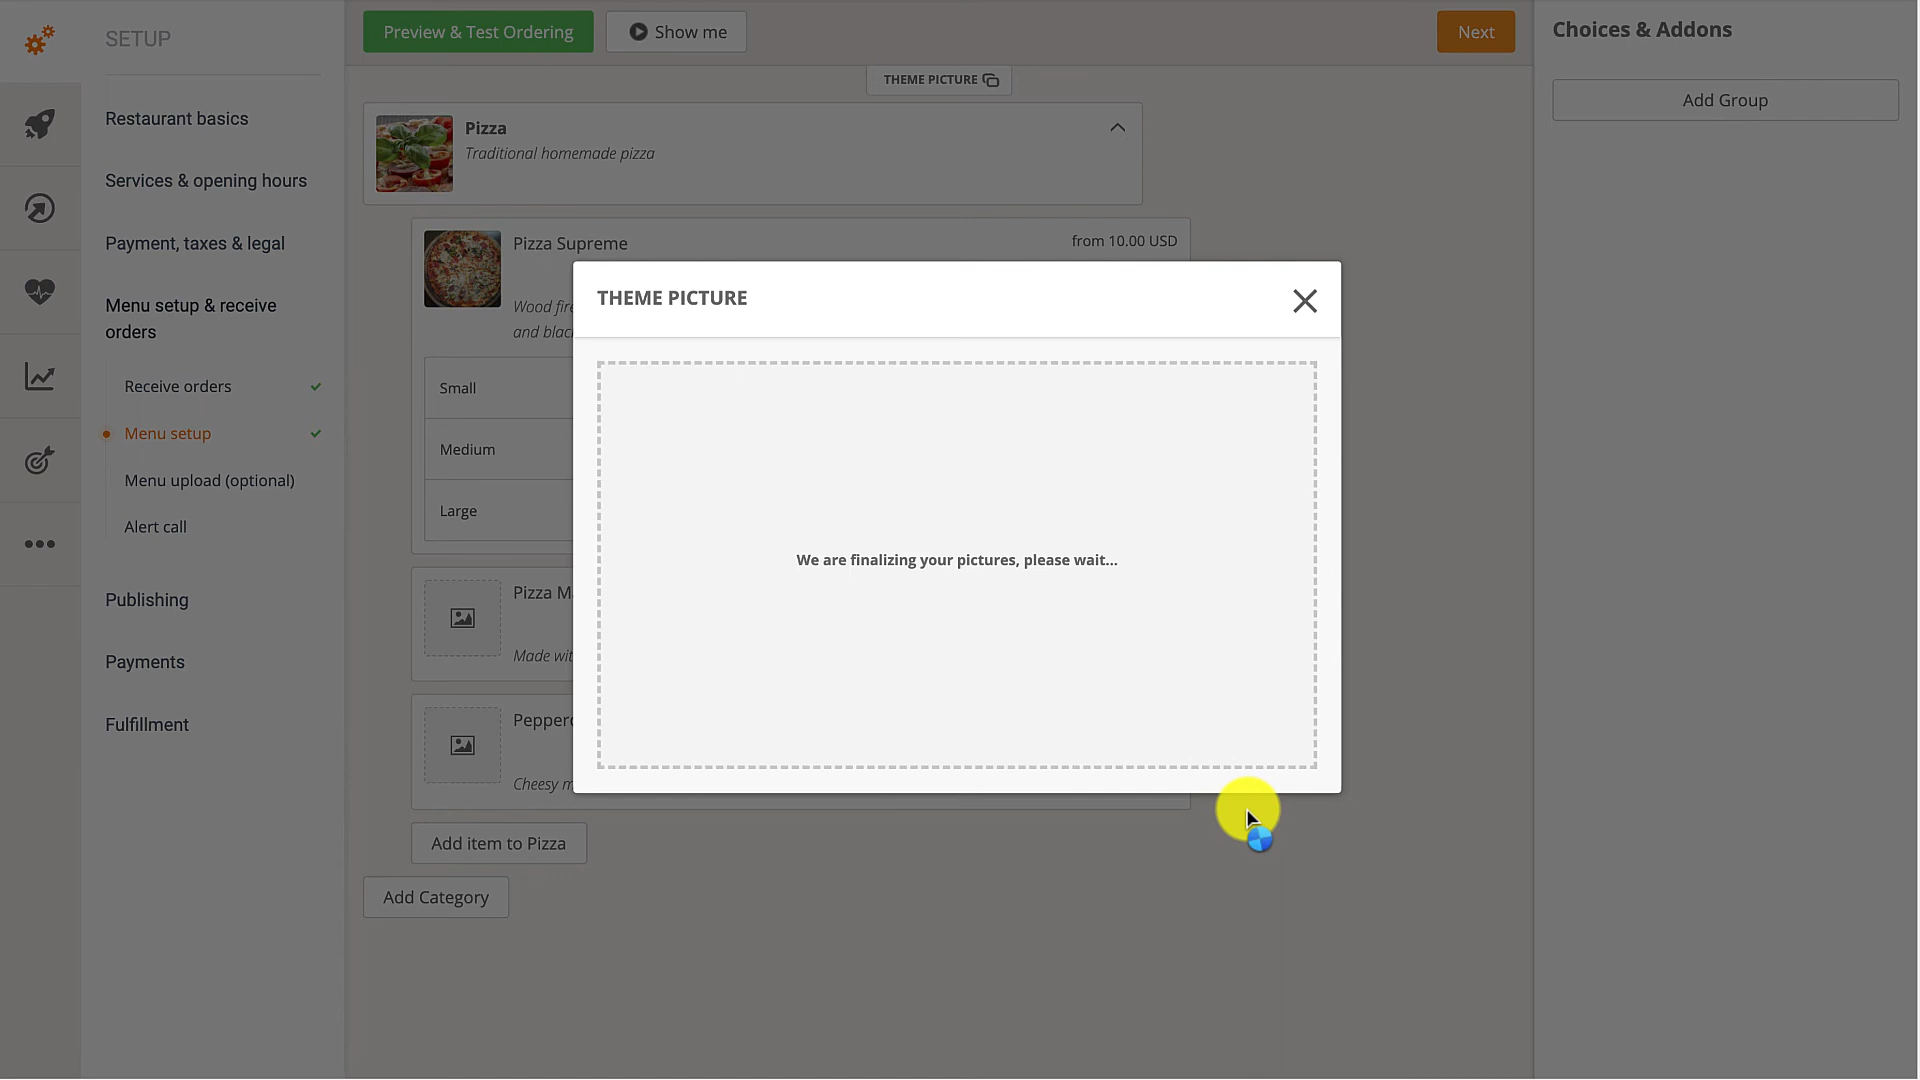 SETUP
Restaurant basics
Services & opening hours
Payment, taxes & legal
Menu setup & receive
orders
Receive orders
Menu setup
Menu upload (optional)
Alert call
Publishing
Payments
Fulfillment
Preview & Test Ordering
Show me
Next
THEME PICTURE
Pizza
Traditional homemade pizza
Pizza Supreme
from 10.00 USD
Wood fire
and blac
Small
Medium
Large
Pizza M
Made wit
Peppero
Cheesy m
Add item to Pizza
Add Category
THEME PICTURE
We are finalizing your pictures, please wait...
Choices & Addons
Add Group